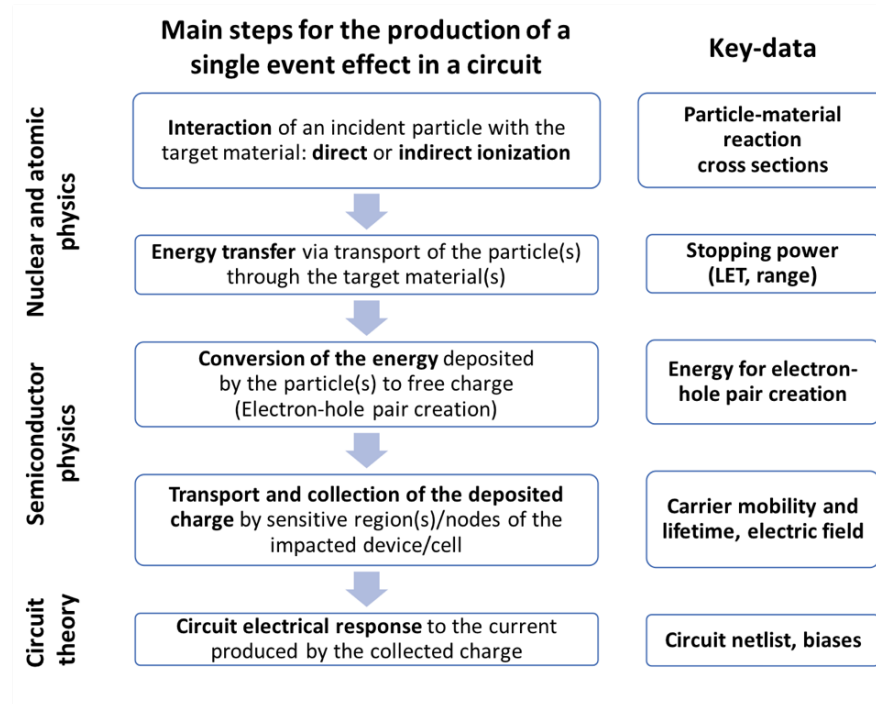 Main steps for the production of a
single event effect in a circuit
Key-data
Nuclear and atomic
physics
Interaction of an incident particle with the
target material: direct or indirect ionization
Particle-material
reaction
cross sections
Energy transfer via transport of the particle(s)
through the target material(s)
Stopping power
(LET, range)
Semiconductor
physics
Conversion of the energy deposited
by the particle(s) to free charge
(Electron-hole pair creation)
Energy for electron-
hole pair creation
Transport and collection of the deposited
charge by sensitive region(s)/nodes of the
impacted device/cell
Carrier mobility and
lifetime, electric field
Circuit
theory
Circuit electrical response to the current
produced by the collected charge
Circuit netlist, biases